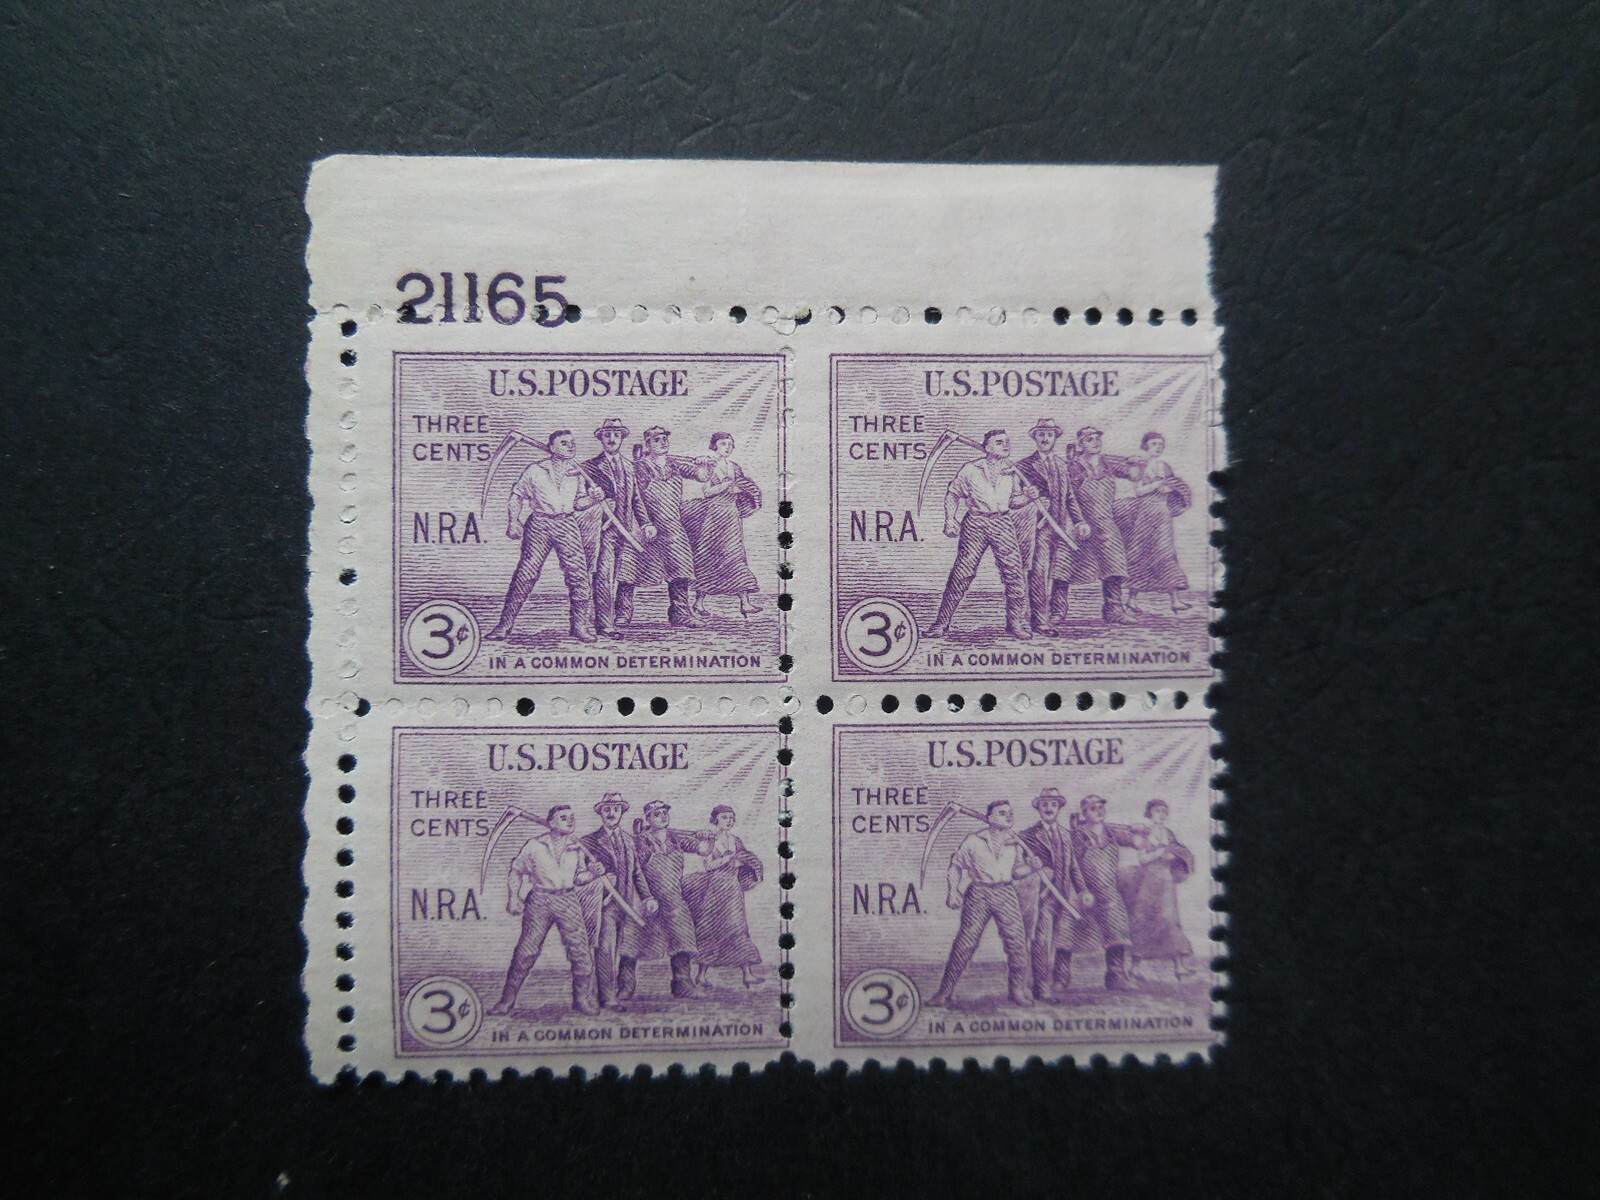 21165
U.S.POSTAGE
THREE
CENTS
N.R.A.
3¢
IN A COMMON DETERMINATION
U.S.POSTAGE
THREE
CENTS
N.R.A.
3¢
IN A COMMON DETERMINATION
U.S.POSTAGE
THREE
CENTS
N.R.A.
3¢
IN A COMMON DETERMINATION
U.S.POSTAGE
THREE
CENTS
N.R.A.
3¢
IN A COMMON DETERMINATION